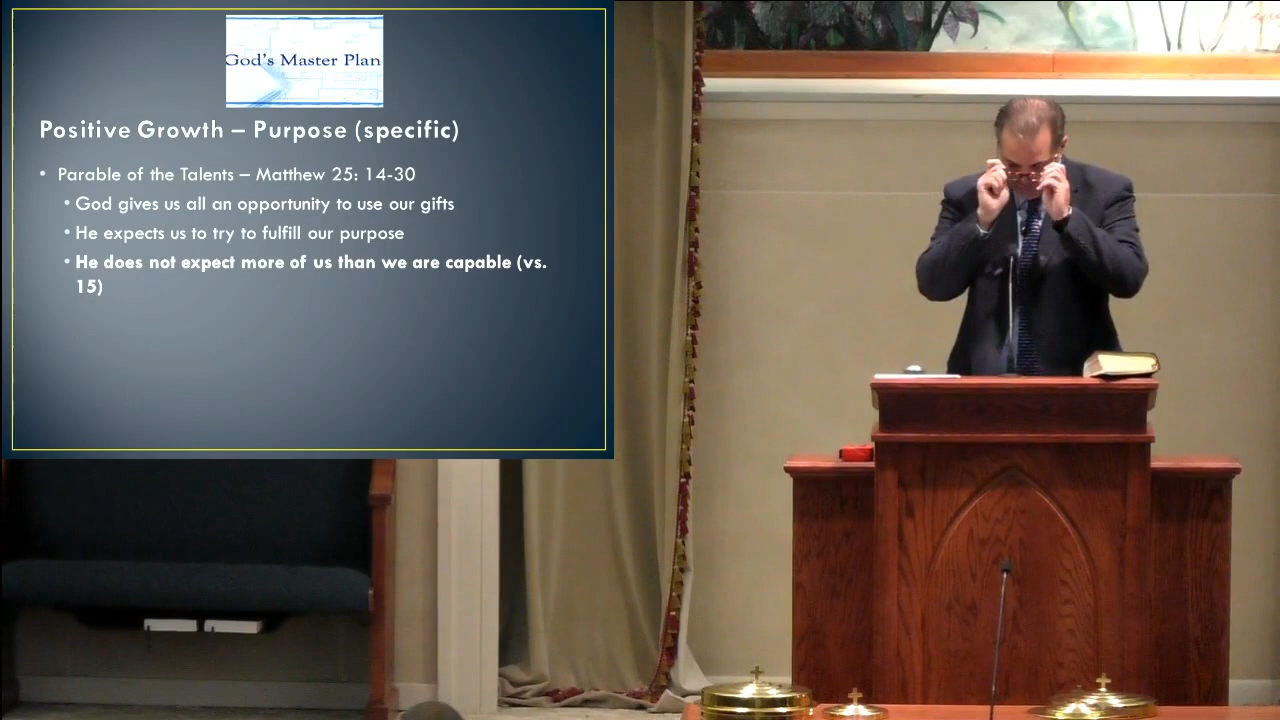 God's Master Plan
Positive Growth – Purpose (specific)
• Parable of the Talents – Matthew 25: 14-30
• God gives us all an opportunity to use our gifts
• He expects us to try to fulfill our purpose
• He does not expect more of us than we are capable (vs.
15)